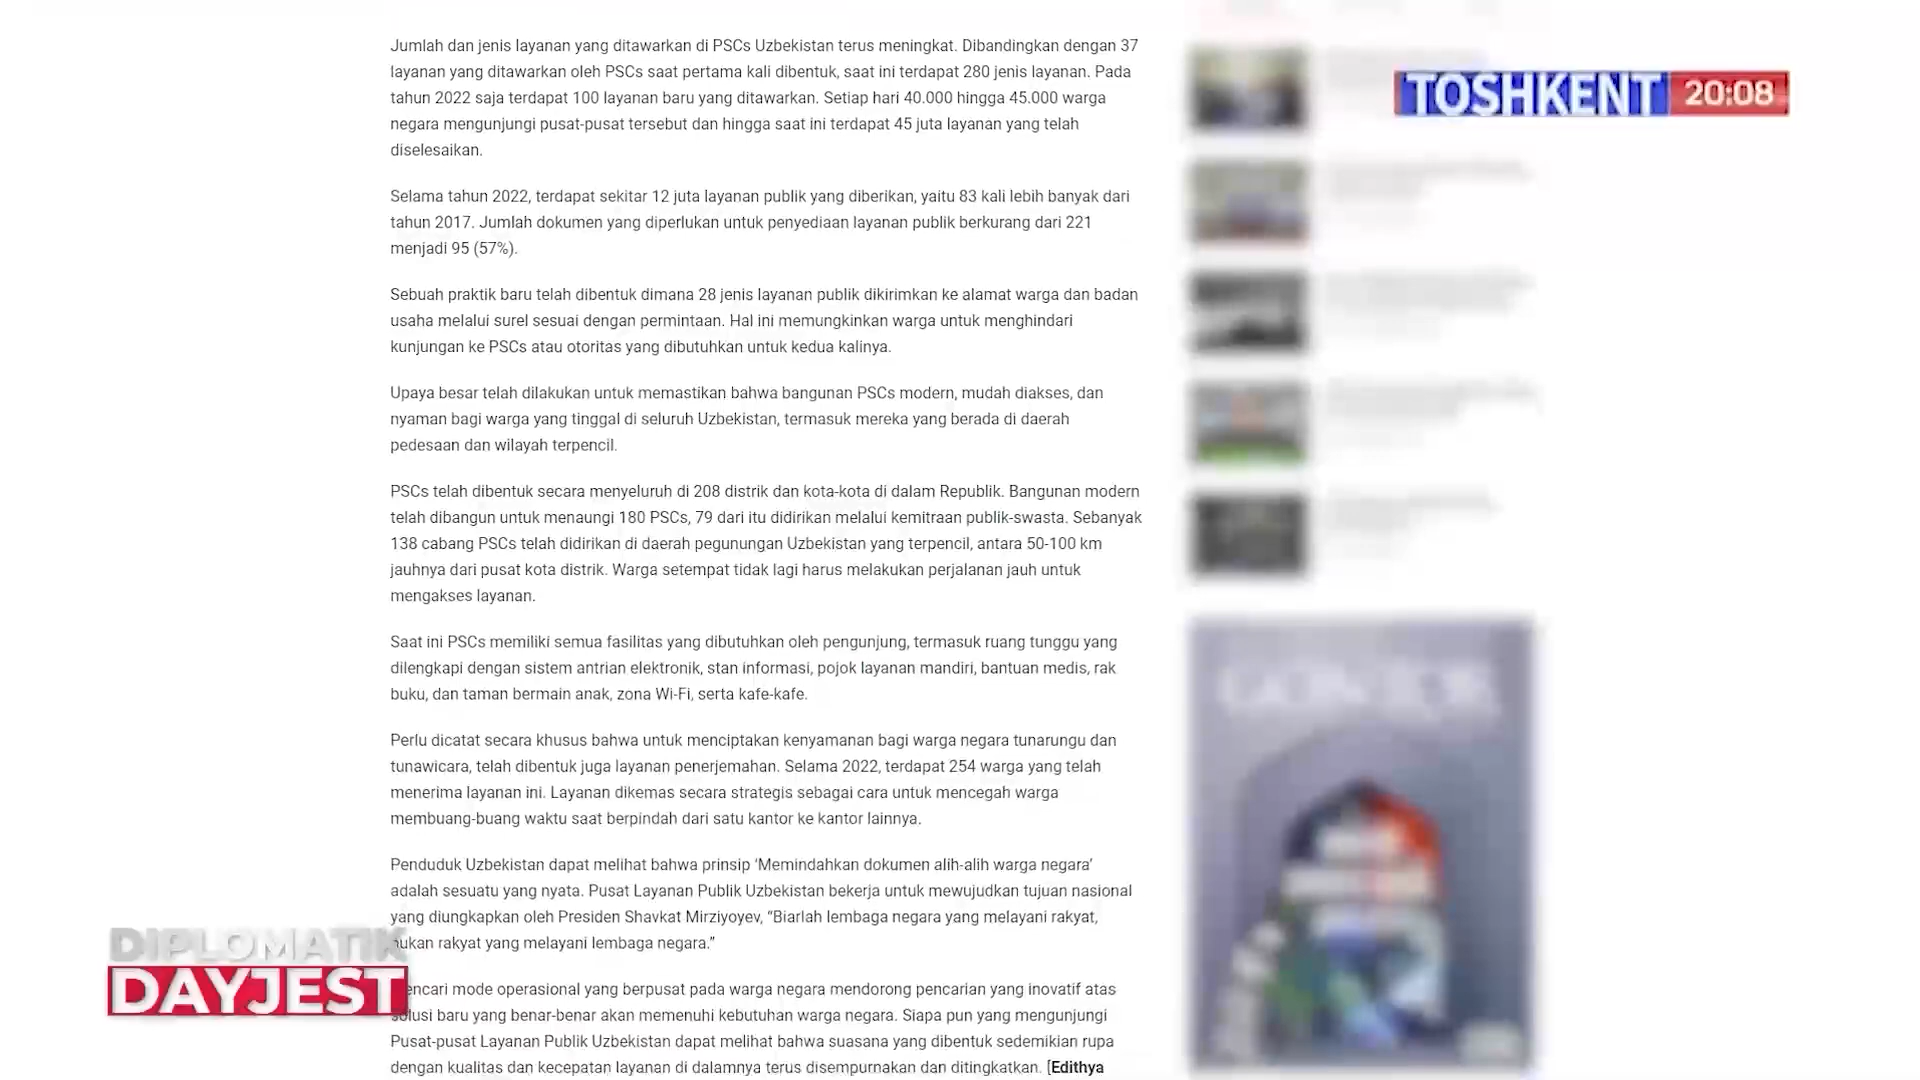 Jumlah dan jenis layanan yang ditawarkan di PSCs Uzbekistan terus meningkat. Dibandingkan dengan 37
layanan yang ditawarkan oleh PSCs saat pertama kali dibentuk, saat ini terdapat 280 jenis layanan. Pada
tahun 2022 saja terdapat 100 layanan baru yang ditawarkan. Setiap hari 40.000 hingga 45.000 warga
negara mengunjungi pusat-pusat tersebut dan hingga saat ini terdapat 45 juta layanan yang telah
diselesaikan.
Selama tahun 2022, terdapat sekitar 12 juta layanan publik yang diberikan, yaitu 83 kali lebih banyak dari
tahun 2017. Jumlah dokumen yang diperlukan untuk penyediaan layanan publik berkurang dari 221
menjadi 95 (57%).
Sebuah praktik baru telah dibentuk dimana 28 jenis layanan publik dikirimkan ke alamat warga dan badan
usaha melalui surel sesuai dengan permintaan. Hal ini memungkinkan warga untuk menghindari
kunjungan ke PSCs atau otoritas yang dibutuhkan untuk kedua kalinya.
Upaya besar telah dilakukan untuk memastikan bahwa bangunan PSCs modern, mudah diakses, dan
nyaman bagi warga yang tinggal di seluruh Uzbekistan, termasuk mereka yang berada di daerah
pedesaan dan wilayah terpencil.
PSCs telah dibentuk secara menyeluruh di 208 distrik dan kota-kota di dalam Republik. Bangunan modern
telah dibangun untuk menaungi 180 PSCs, 79 dari itu didirikan melalui kemitraan publik-swasta. Sebanyak
138 cabang PSCs telah didirikan di daerah pegunungan Uzbekistan yang terpencil, antara 50-100 km
jauhnya dari pusat kota distrik. Warga setempat tidak lagi harus melakukan perjalanan jauh untuk
mengakses layanan.
Saat ini PSCs memiliki semua fasilitas yang dibutuhkan oleh pengunjung, termasuk ruang tunggu yang
dilengkapi dengan sistem antrian elektronik, stan informasi, pojok layanan mandiri, bantuan medis, rak
buku, dan taman bermain anak, zona Wi-Fi, serta kafe-kafe.
Perlu dicatat secara khusus bahwa untuk menciptakan kenyamanan bagi warga negara tunarungu dan
tunawicara, telah dibentuk juga layanan penerjemahan. Selama 2022, terdapat 254 warga yang telah
menerima layanan ini. Layanan dikemas secara strategis sebagai cara untuk mencegah warga
membuang-buang waktu saat berpindah dari satu kantor ke kantor lainnya.
Penduduk Uzbekistan dapat melihat bahwa prinsip ‘Memindahkan dokumen alih-alih warga negara’
adalah sesuatu yang nyata. Pusat Layanan Publik Uzbekistan bekerja untuk mewujudkan tujuan nasional
yang diungkapkan oleh Presiden Shavkat Mirziyoyev, “Biarlah lembaga negara yang melayani rakyat,
bukan rakyat yang melayani lembaga negara.”
encari mode operasional yang berpusat pada warga negara mendorong pencarian yang inovatif atas
solusi baru yang benar-benar akan memenuhi kebutuhan warga negara. Siapa pun yang mengunjungi
Pusat-pusat Layanan Publik Uzbekistan dapat melihat bahwa suasana yang dibentuk sedemikian rupa
dengan kualitas dan kecepatan layanan di dalamnya terus disempurnakan dan ditingkatkan. [Edithya
TOSHKENT 20:08
DIPLOMATIK
DAYJEST